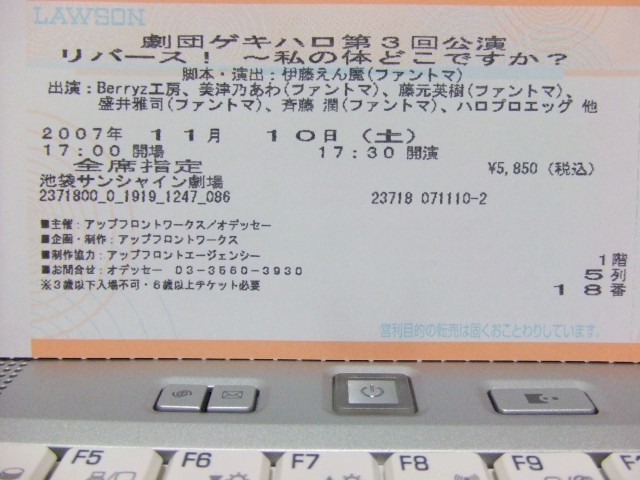 LAWSON
劇団ゲキハロ第3回公演
リバース! ～私の体どこですか?
脚本・演出:伊藤えん魔(ファントマ)
出演:Berryz工房、美津乃あわ(ファントマ)、藤元英樹(ファントマ)、
盛井雅司(ファントマ)、斉藤 潤(ファントマ)、ハロプロエッグ 他
2007年 11月 10日(土)
17:00 開場 17:30 開演
全席指定 ¥5,850(税込)
池袋サンシャイン劇場
2371800_0_1919_1247_086 23718 071110-2
■主催:アップフロントワークス/オデッセー
■企画・制作:アップフロントワークス
■制作協力:アップフロントエージェンシー
■お問合せ:オデッセー 03-3560-3930
※3歳以下入場不可・6歳以上チケット必要
1階
5列
18番
営利目的の転売は固くおことわりしています。
F5 F6 F7 F8 F9